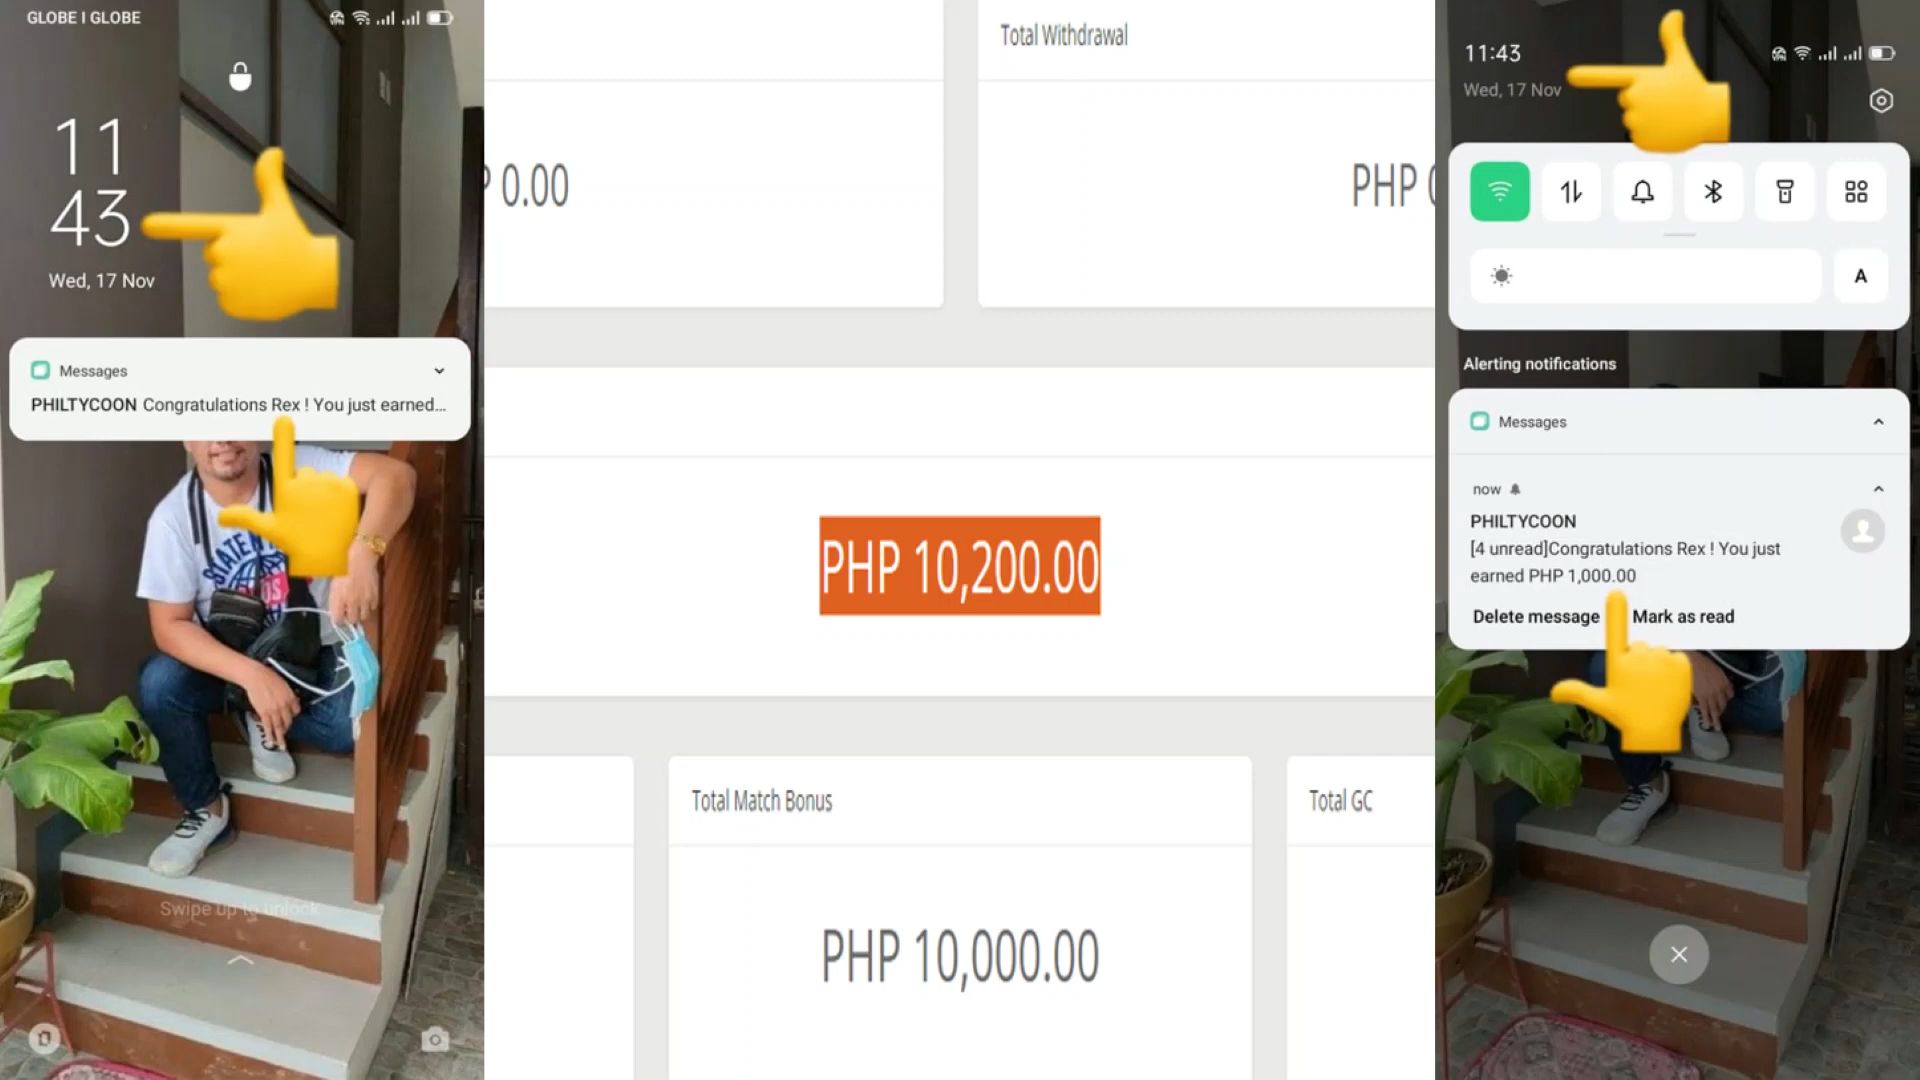 GLOBE | GLOBE
11
43
Wed, 17 Nov
Messages
PHILTYCOON Congratulations Rex ! You just earned...
Swipe up to unlock
Total Withdrawal
0.00
PHP
PHP 10,200.00
Total Match Bonus
PHP 10,000.00
Total GC
11:43
Wed, 17 Nov
A
Alerting notifications
Messages
now
PHILTYCOON
[4 unread]Congratulations Rex ! You just
earned PHP 1,000.00
Delete message Mark as read